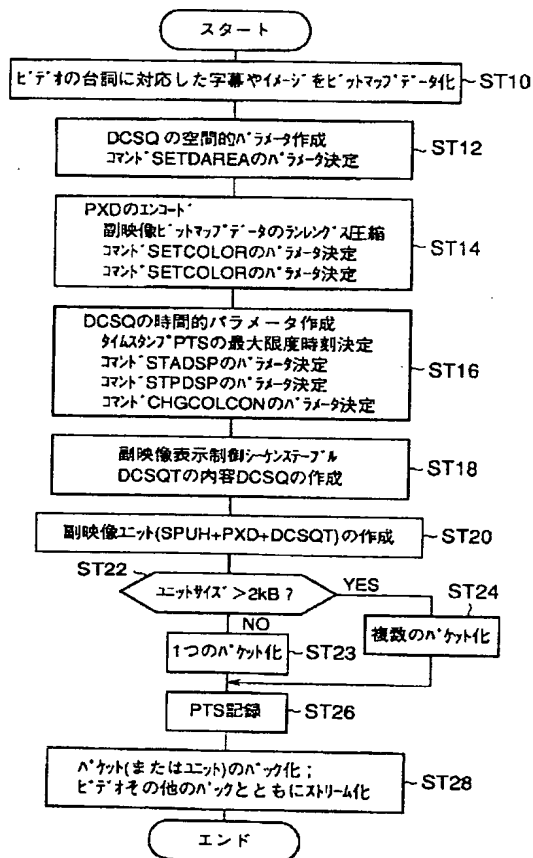 スタート
ビデオの台詞に対応した字幕やイメージをビットマップデータ化
ST10
DCSQの空間的パラメータ作成
コマンドSETDAREAのパラメータ決定
ST12
PXDのエンコード
副映像ビットマップデータのランレングス圧縮
コマンドSETCOLORのパラメータ決定
コマンドSETCOLORのパラメータ決定
ST14
DCSQの時間的パラメータ作成
タイムスタンプPTSの最大限度時刻決定
コマンドSTADSPのパラメータ決定
コマンドSTPDSPのパラメータ決定
コマンドCHGCOLCONのパラメータ決定
ST16
副映像表示制御シーケンステーブル
DCSQTの内容DCSQの作成
ST18
副映像ユニット(SPUH+PXD+DCSQT)の作成
ST20
ST22
ユニットサイズ>2kB?
YES
ST24
NO
複数のパケット化
1つのパケット化
ST23
PTS記録
ST26
パケット(またはユニット)のパック化;
ビデオその他のパックとともにストリーム化
ST28
エンド